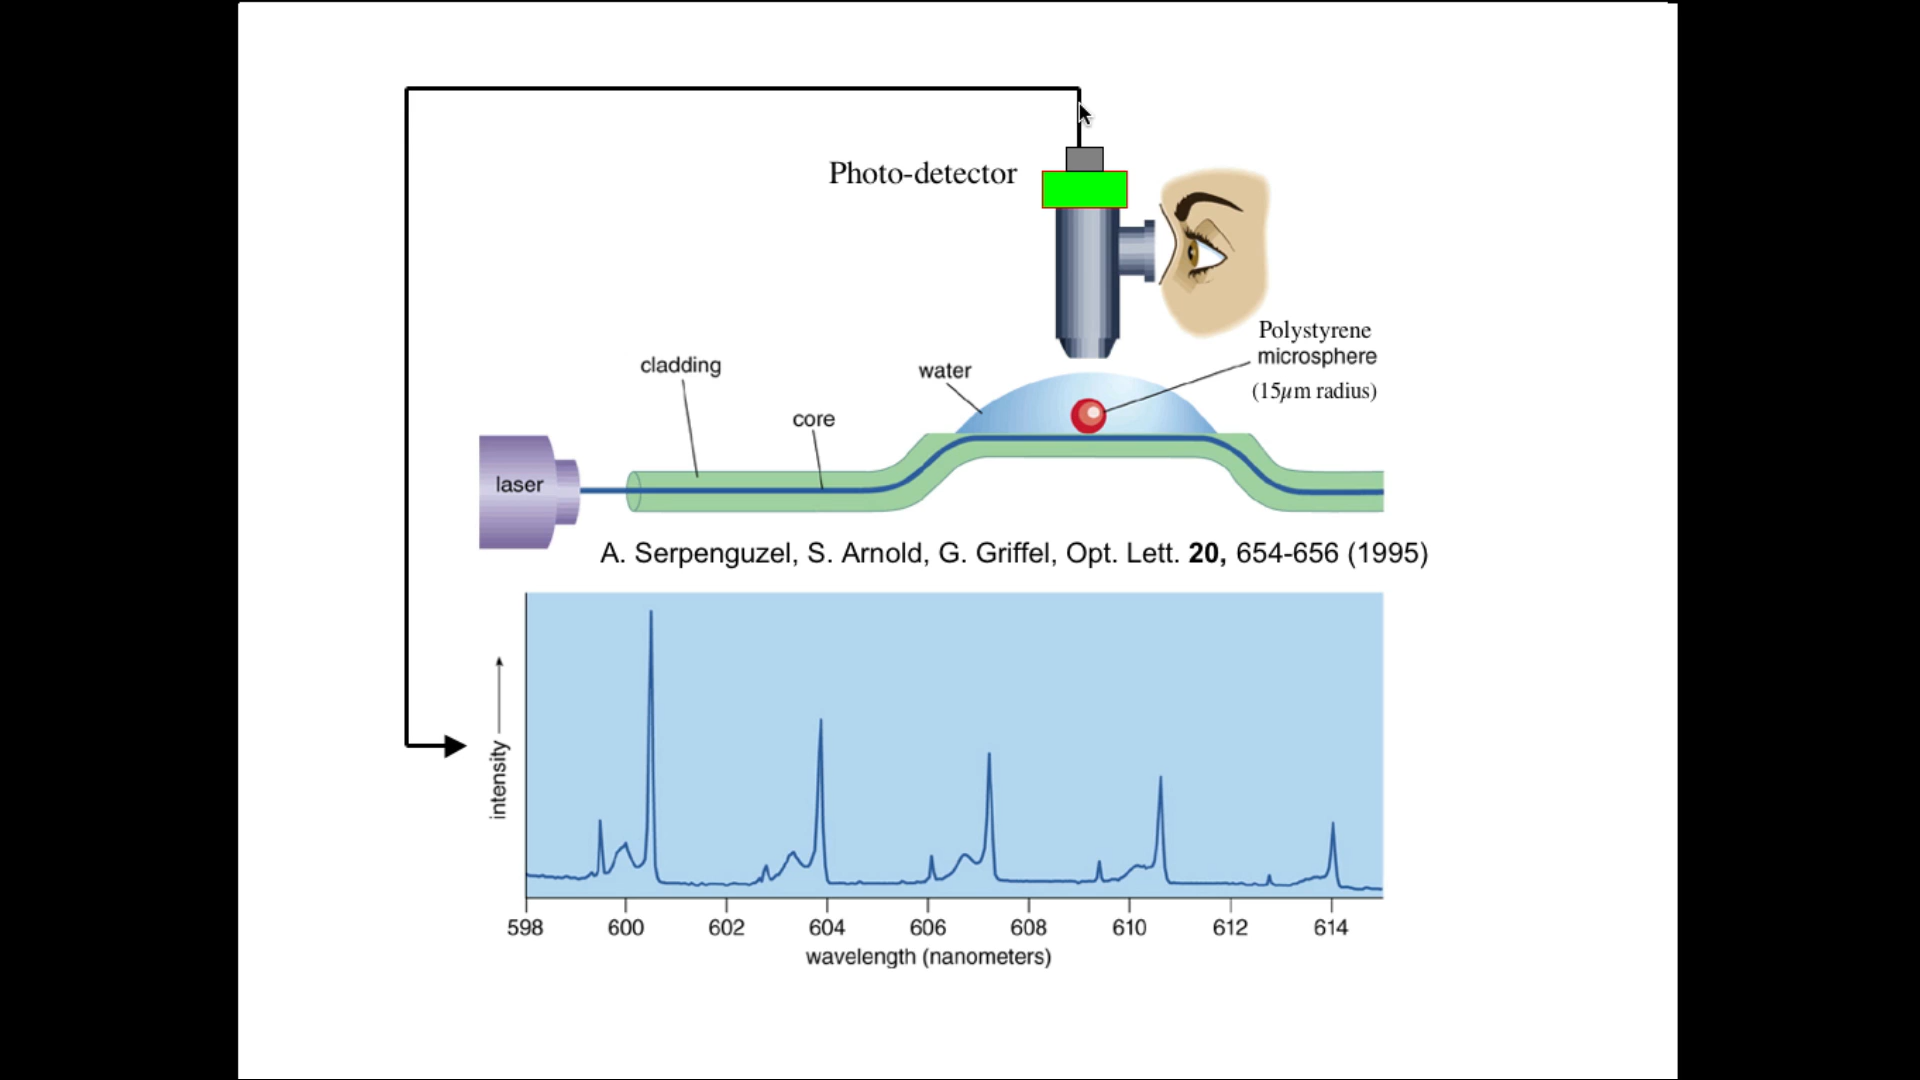 Photo-detector
Polystyrene
microsphere
(15μm radius)
cladding
water
core
laser
A. Serpenguzel, S. Arnold, G. Griffel, Opt. Lett. 20, 654-656 (1995)
intensity
598 600 602 604 606 608 610 612 614
wavelength (nanometers)